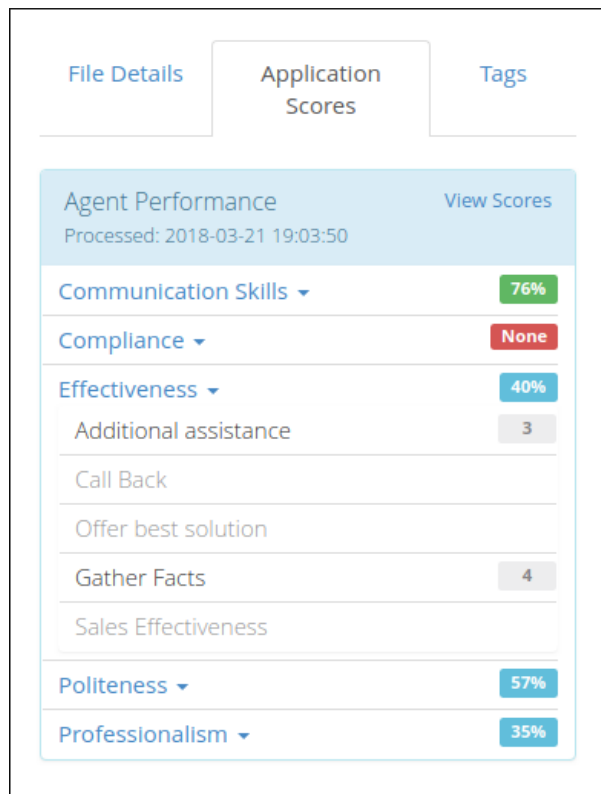 File Details
Application
Scores
Tags
Agent Performance
View Scores
Processed: 2018-03-21 19:03:50
Communication Skills
76%
Compliance
None
Effectiveness
40%
Additional assistance
3
Call Back
Offer best solution
Gather Facts
4
Sales Effectiveness
Politeness
57%
Professionalism
35%